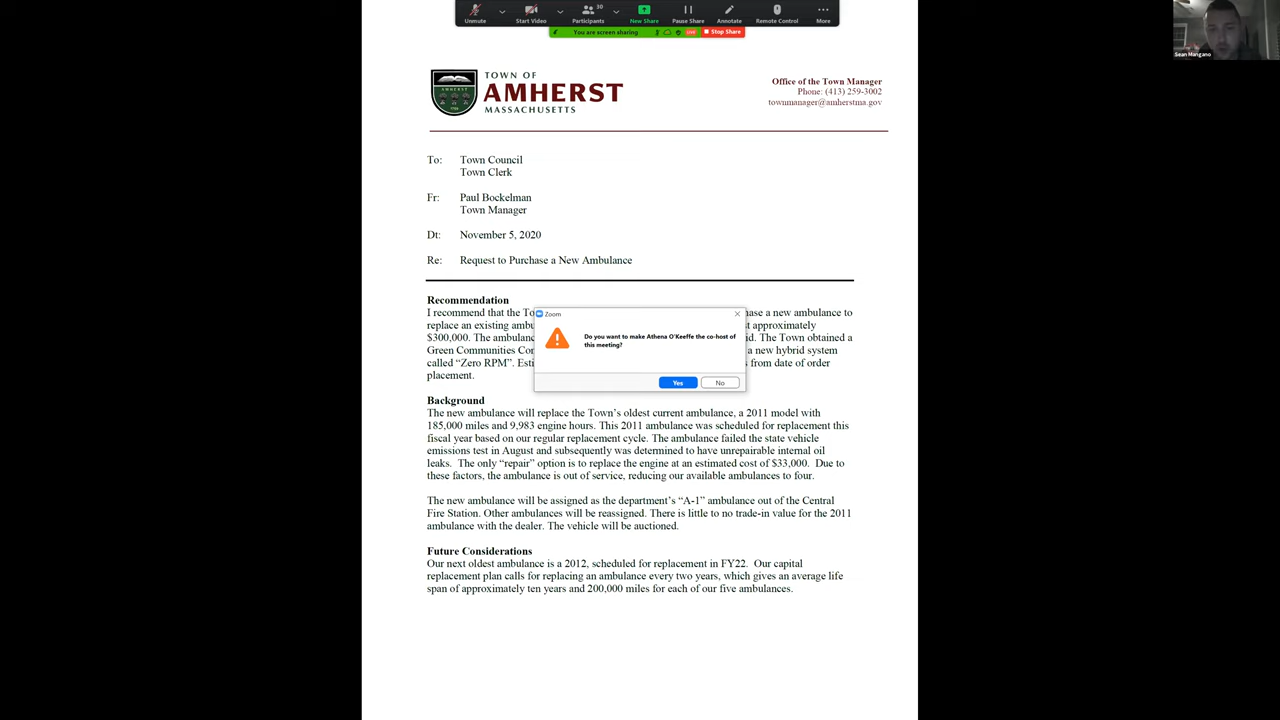 Unmute
Start Video
Participants
30
New Share
Pause Share
Annotate
Remote Control
More
You are screen sharing
LIVE
Stop Share
Sean Mangano
TOWN OF
AMHERST
MASSACHUSETTS
Office of the Town Manager
Phone: (413) 259-3002
townmanager@amherstma.gov
To: Town Council
Town Clerk
Fr: Paul Bockelman
Town Manager
Dt: November 5, 2020
Re: Request to Purchase a New Ambulance
Recommendation
I recommend that the To
replace an existing ambu
$300,000. The ambulanc
Green Communities Co
called “Zero RPM”. Esti
placement.
hase a new ambulance to
t approximately
id. The Town obtained a
a new hybrid system
s from date of order
Zoom
Do you want to make Athena O'Keeffe the co-host of
this meeting?
Yes
No
Background
The new ambulance will replace the Town’s oldest current ambulance, a 2011 model with
185,000 miles and 9,983 engine hours. This 2011 ambulance was scheduled for replacement this
fiscal year based on our regular replacement cycle. The ambulance failed the state vehicle
emissions test in August and subsequently was determined to have unrepairable internal oil
leaks. The only “repair” option is to replace the engine at an estimated cost of $33,000. Due to
these factors, the ambulance is out of service, reducing our available ambulances to four.
The new ambulance will be assigned as the department’s “A-1” ambulance out of the Central
Fire Station. Other ambulances will be reassigned. There is little to no trade-in value for the 2011
ambulance with the dealer. The vehicle will be auctioned.
Future Considerations
Our next oldest ambulance is a 2012, scheduled for replacement in FY22. Our capital
replacement plan calls for replacing an ambulance every two years, which gives an average life
span of approximately ten years and 200,000 miles for each of our five ambulances.